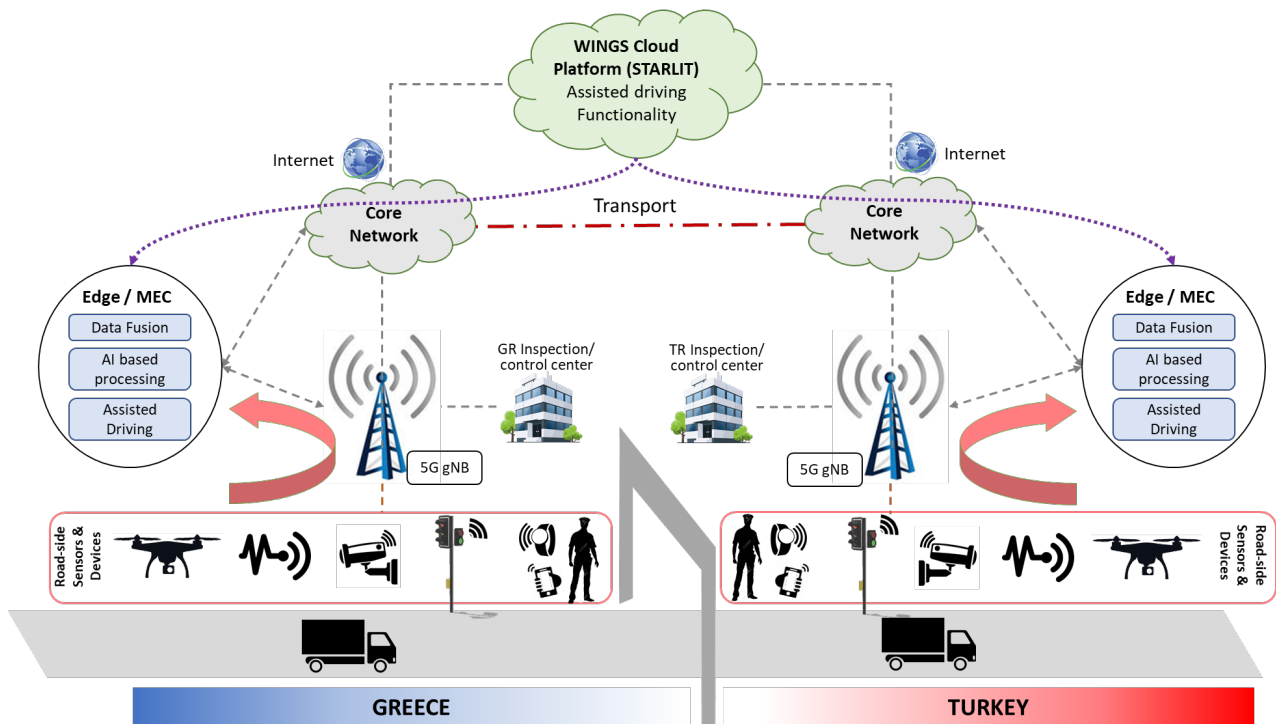 WINGS Cloud
Platform (STARLIT)
Assisted driving
Functionality
Internet
Internet
Core
Network
Transport
Core
Network
Edge / MEC
Data Fusion
AI based
processing
Assisted
Driving
GR Inspection/
control center
TR Inspection/
control center
Edge / MEC
Data Fusion
AI based
processing
Assisted
Driving
5G gNB
5G gNB
Road-side
Sensors &
Devices
Road-side
Sensors &
Devices
GREECE
TURKEY